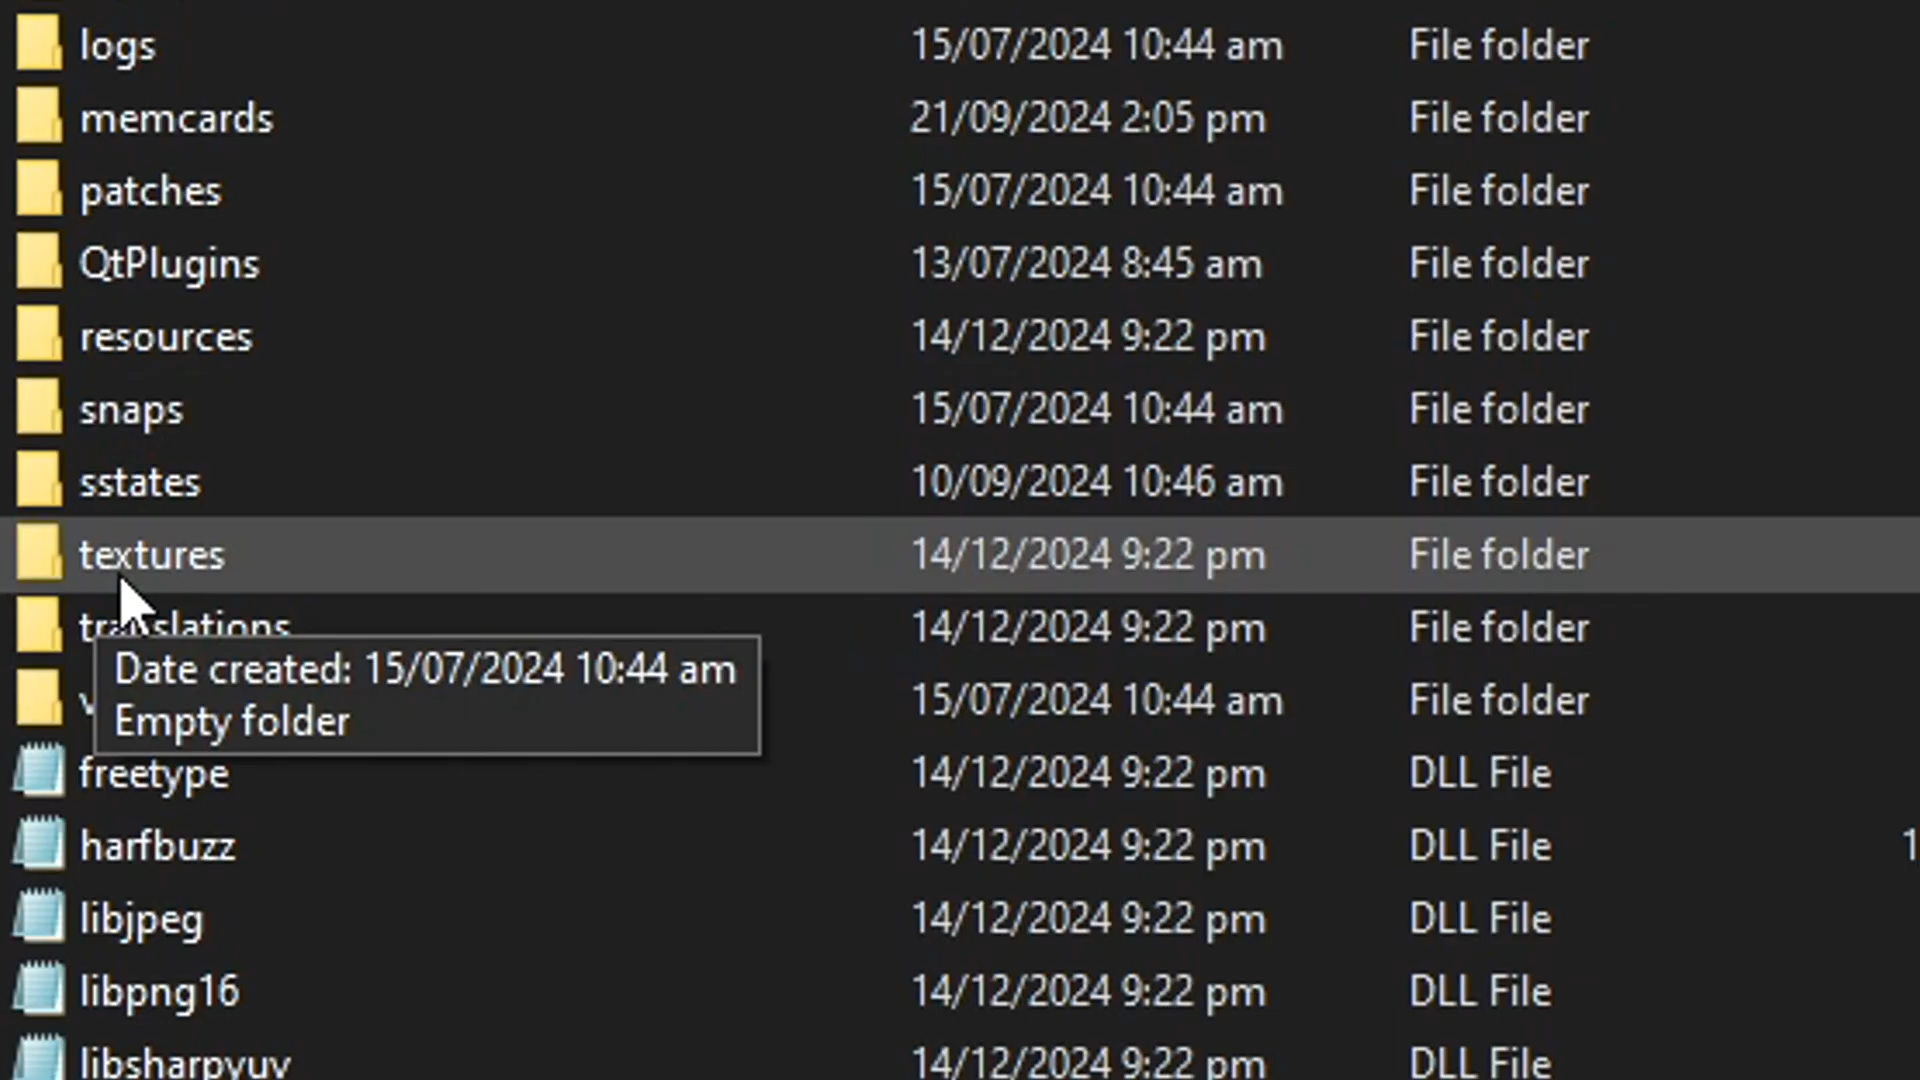 logs 15/07/2024 10:44 am File folder
memcards 21/09/2024 2:05 pm File folder
patches 15/07/2024 10:44 am File folder
QtPlugins 13/07/2024 8:45 am File folder
resources 14/12/2024 9:22 pm File folder
snaps 15/07/2024 10:44 am File folder
sstates 10/09/2024 10:46 am File folder
textures 14/12/2024 9:22 pm File folder
translations 14/12/2024 9:22 pm File folder
Date created: 15/07/2024 10:44 am
15/07/2024 10:44 am File folder
Empty folder
freetype 14/12/2024 9:22 pm DLL File
harfbuzz 14/12/2024 9:22 pm DLL File 1
libjpeg 14/12/2024 9:22 pm DLL File
libpng16 14/12/2024 9:22 pm DLL File
libsharpyuv 14/12/2024 9:22 pm DLL File